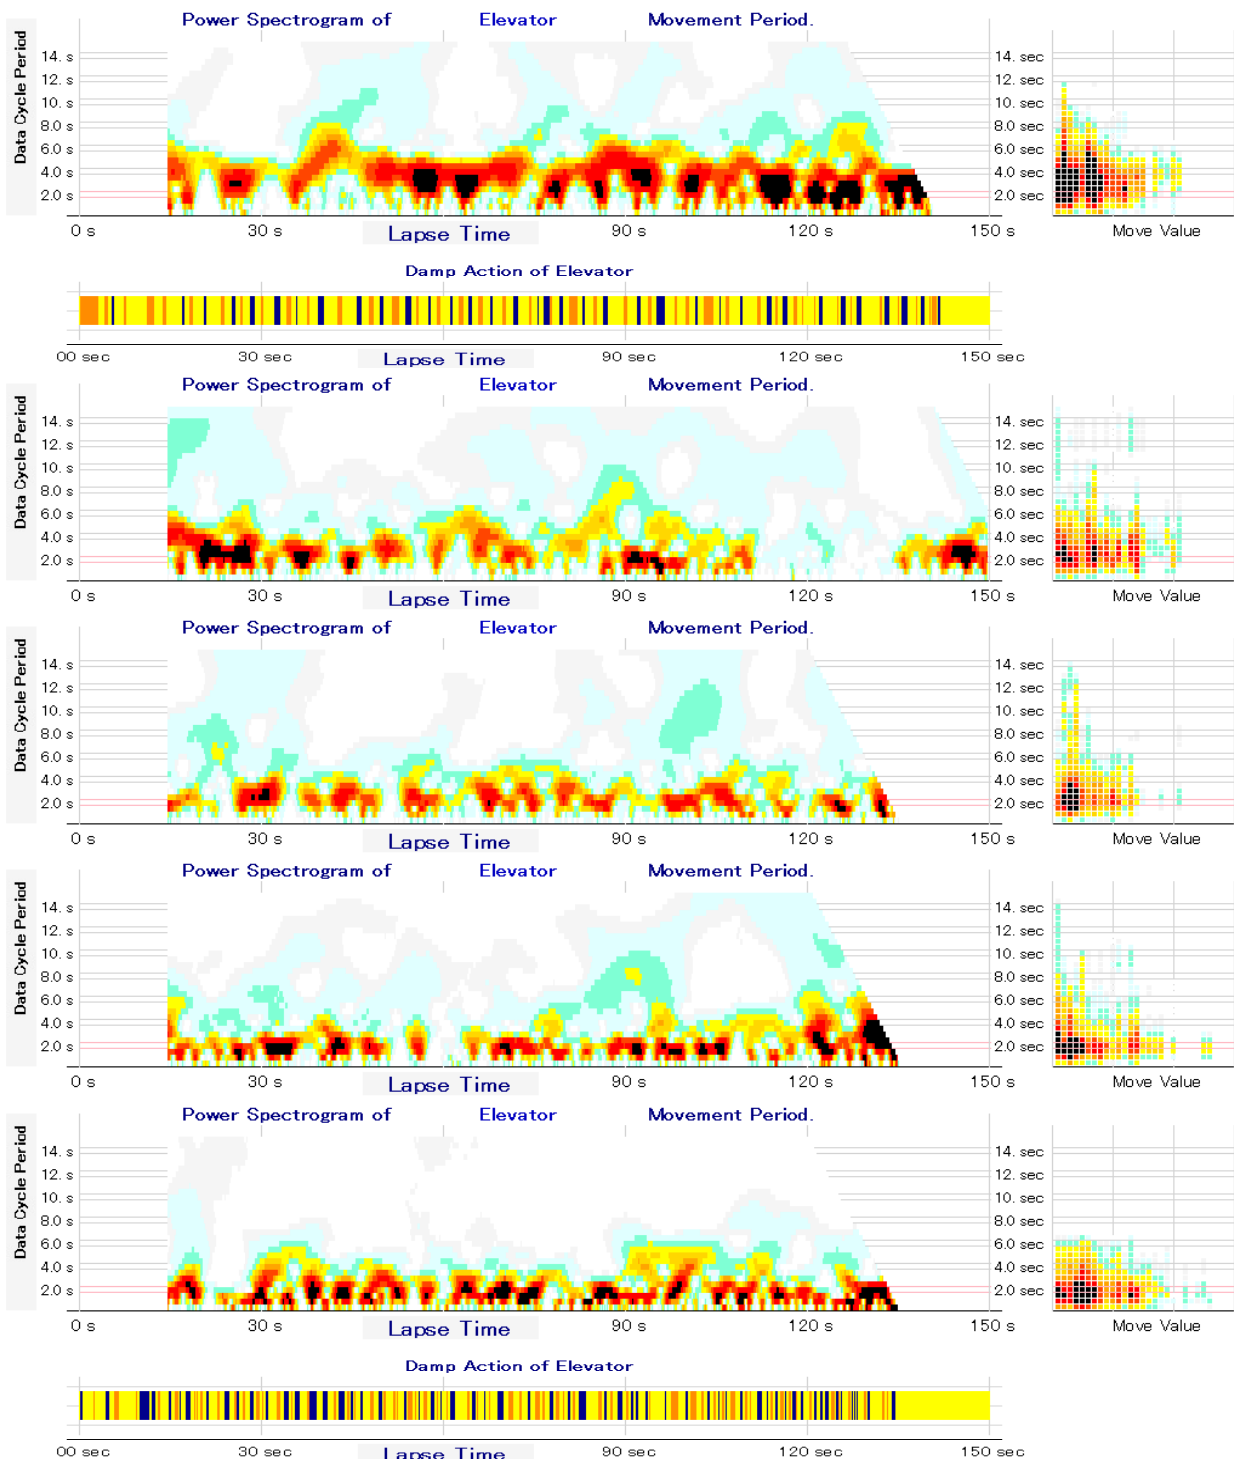 Power Spectrogram of Elevator Movement Period.
Data Cycle Period
14. s 14. sec
12. s 12. sec
10. s 10. sec
8.0 s 8.0 sec
6.0 s 6.0 sec
4.0 s 4.0 sec
2.0 s 2.0 sec
0 s 30 s Lapse Time 90 s 120 s 150 s Move Value
Damp Action of Elevator
00 sec 30 sec Lapse Time 90 sec 120 sec 150 sec
Power Spectrogram of Elevator Movement Period.
Data Cycle Period
14. s 14. sec
12. s 12. sec
10. s 10. sec
8.0 s 8.0 sec
6.0 s 6.0 sec
4.0 s 4.0 sec
2.0 s 2.0 sec
0 s 30 s Lapse Time 90 s 120 s 150 s Move Value
Power Spectrogram of Elevator Movement Period.
Data Cycle Period
14. s 14. sec
12. s 12. sec
10. s 10. sec
8.0 s 8.0 sec
6.0 s 6.0 sec
4.0 s 4.0 sec
2.0 s 2.0 sec
0 s 30 s Lapse Time 90 s 120 s 150 s Move Value
Power Spectrogram of Elevator Movement Period.
Data Cycle Period
14. s 14. sec
12. s 12. sec
10. s 10. sec
8.0 s 8.0 sec
6.0 s 6.0 sec
4.0 s 4.0 sec
2.0 s 2.0 sec
0 s 30 s Lapse Time 90 s 120 s 150 s Move Value
Power Spectrogram of Elevator Movement Period.
Data Cycle Period
14. s 14. sec
12. s 12. sec
10. s 10. sec
8.0 s 8.0 sec
6.0 s 6.0 sec
4.0 s 4.0 sec
2.0 s 2.0 sec
0 s 30 s Lapse Time 90 s 120 s 150 s Move Value
Damp Action of Elevator
00 sec 30 sec Lapse Time 90 sec 120 sec 150 sec